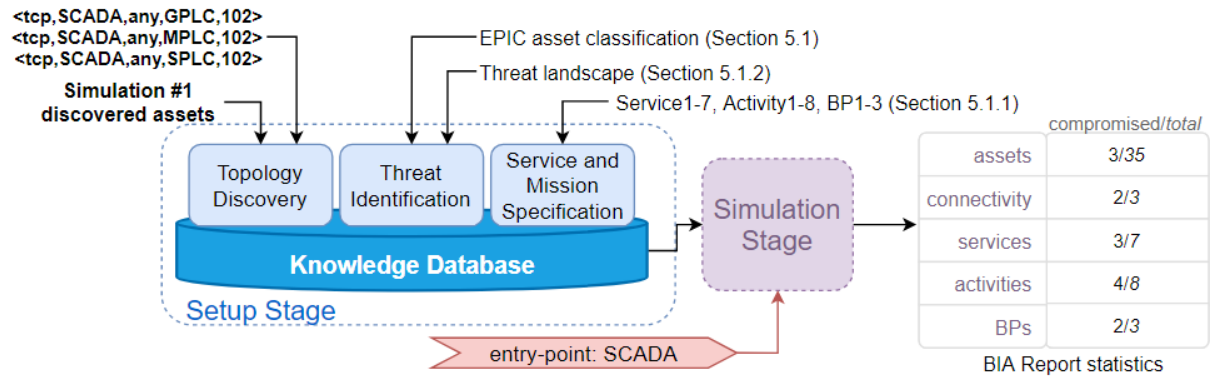 <tcp,SCADA,any,GPLC,102>
<tcp,SCADA,any,MPLC,102>
<tcp,SCADA,any,SPLC,102>
Simulation #1
discovered assets
EPIC asset classification (Section 5.1)
Threat landscape (Section 5.1.2)
Service1-7, Activity1-8, BP1-3 (Section 5.1.1)
Topology
Discovery
Threat
Identification
Service and
Mission
Specification
Knowledge Database
Setup Stage
Simulation
Stage
entry-point: SCADA
compromised/total
assets 3/35
connectivity 2/3
services 3/7
activities 4/8
BPs 2/3
BIA Report statistics